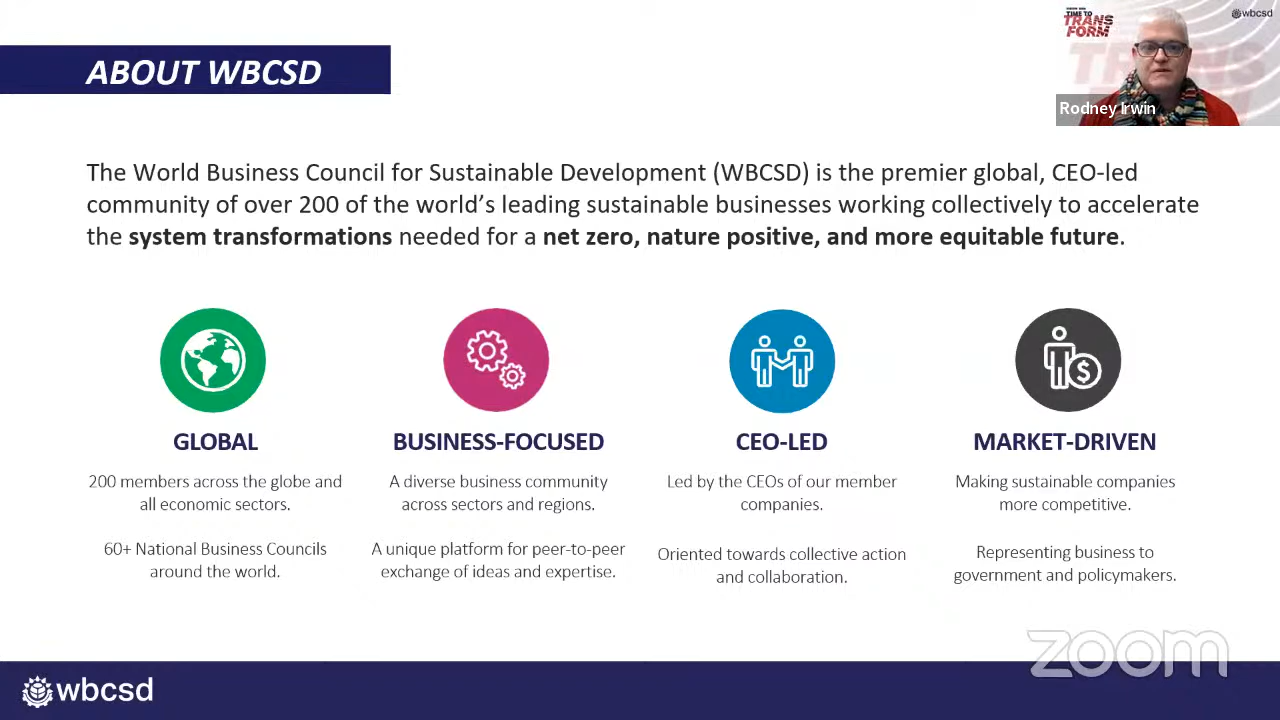 ABOUT WBCSD
TIME TO
TRANS
FORM
wbcsd
Rodney Irwin
The World Business Council for Sustainable Development (WBCSD) is the premier global, CEO-led
community of over 200 of the world’s leading sustainable businesses working collectively to accelerate
the system transformations needed for a net zero, nature positive, and more equitable future.
GLOBAL
200 members across the globe and
all economic sectors.
60+ National Business Councils
around the world.
BUSINESS-FOCUSED
A diverse business community
across sectors and regions.
A unique platform for peer-to-peer
exchange of ideas and expertise.
CEO-LED
Led by the CEOs of our member
companies.
Oriented towards collective action
and collaboration.
$
MARKET-DRIVEN
Making sustainable companies
more competitive.
Representing business to
government and policymakers.
zoom
wbcsd